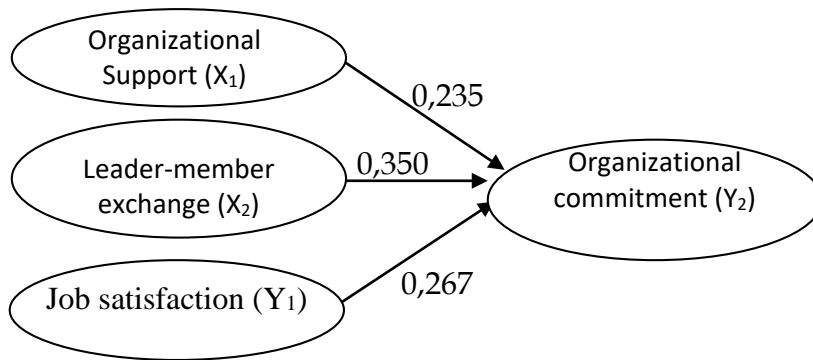 Organizational
Support (X₁)
0,235
Leader-member
exchange (X₂)
0,350
Organizational
commitment (Y₂)
Job satisfaction (Y₁)
0,267